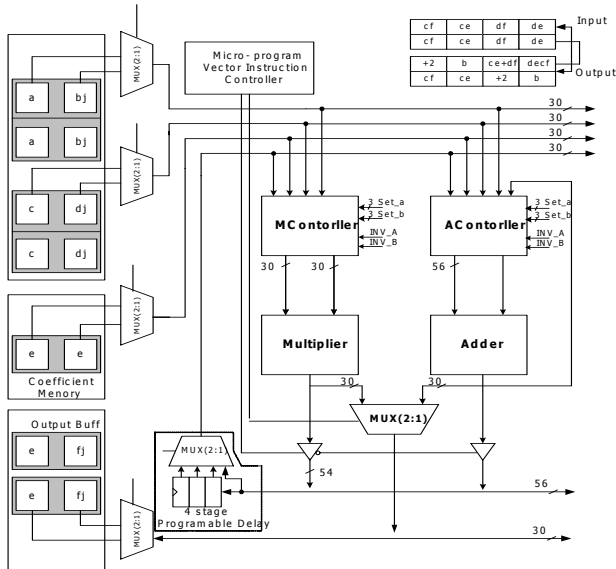 cf ce df de
cf ce df de
Input
+2 b ce+df decf
cf ce +2 b
Output
Micro- program
Vector Instruction
Controller
MUX(2:1)
a bj
a bj
MUX(2:1)
c dj
c dj
30
30
30
30
MContorller
3 Set_a
3 Set_b
INV_A
INV_B
AContorller
3 Set_a
3 Set_b
INV_A
INV_B
30 30
56
MUX(2:1)
e e
Coefficient
Menory
Multiplier
Adder
30
30
MUX(2:1)
Output Buff
e fj
e fj
MUX(2:1)
MUX(2:1)
4 stage
Programable Delay
54
56
30